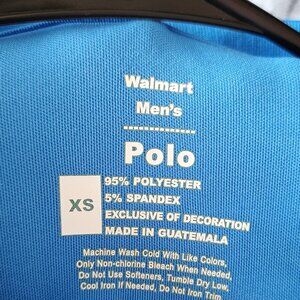 Walmart
Men's
Polo
XS
95% POLYESTER
5% SPANDEX
EXCLUSIVE OF DECORATION
MADE IN GUATEMALA
Machine Wash Cold With Like Colors,
Only Non-chlorine Bleach When Needed,
Do Not Use Softeners, Tumble Dry Low,
Cool Iron if Needed, Do Not Iron Trim